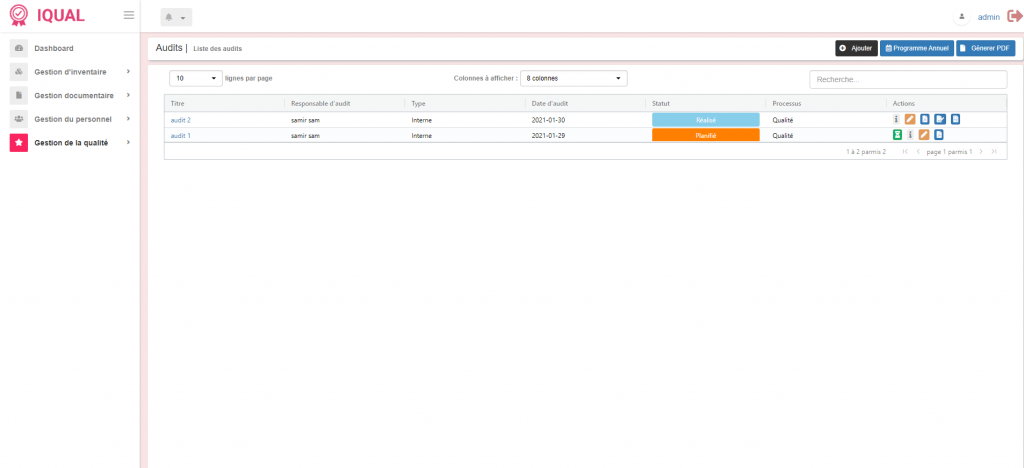 IQUAL
admin
Dashboard
Gestion d'inventaire
Gestion documentaire
Gestion du personnel
Gestion de la qualité
Audits | Liste des audits
Ajouter
Programme Annuel
Génerer PDF
10 lignes par page
Colonnes à afficher : 8 colonnes
Recherche...
Titre Responsable d'audit Type Date d'audit Statut Processus Actions
audit 2 samir sam Interne 2021-01-30 Réalisé Qualité
audit 1 samir sam Interne 2021-01-29 Planifié Qualité
1 à 2 parmis 2 page 1 parmis 1